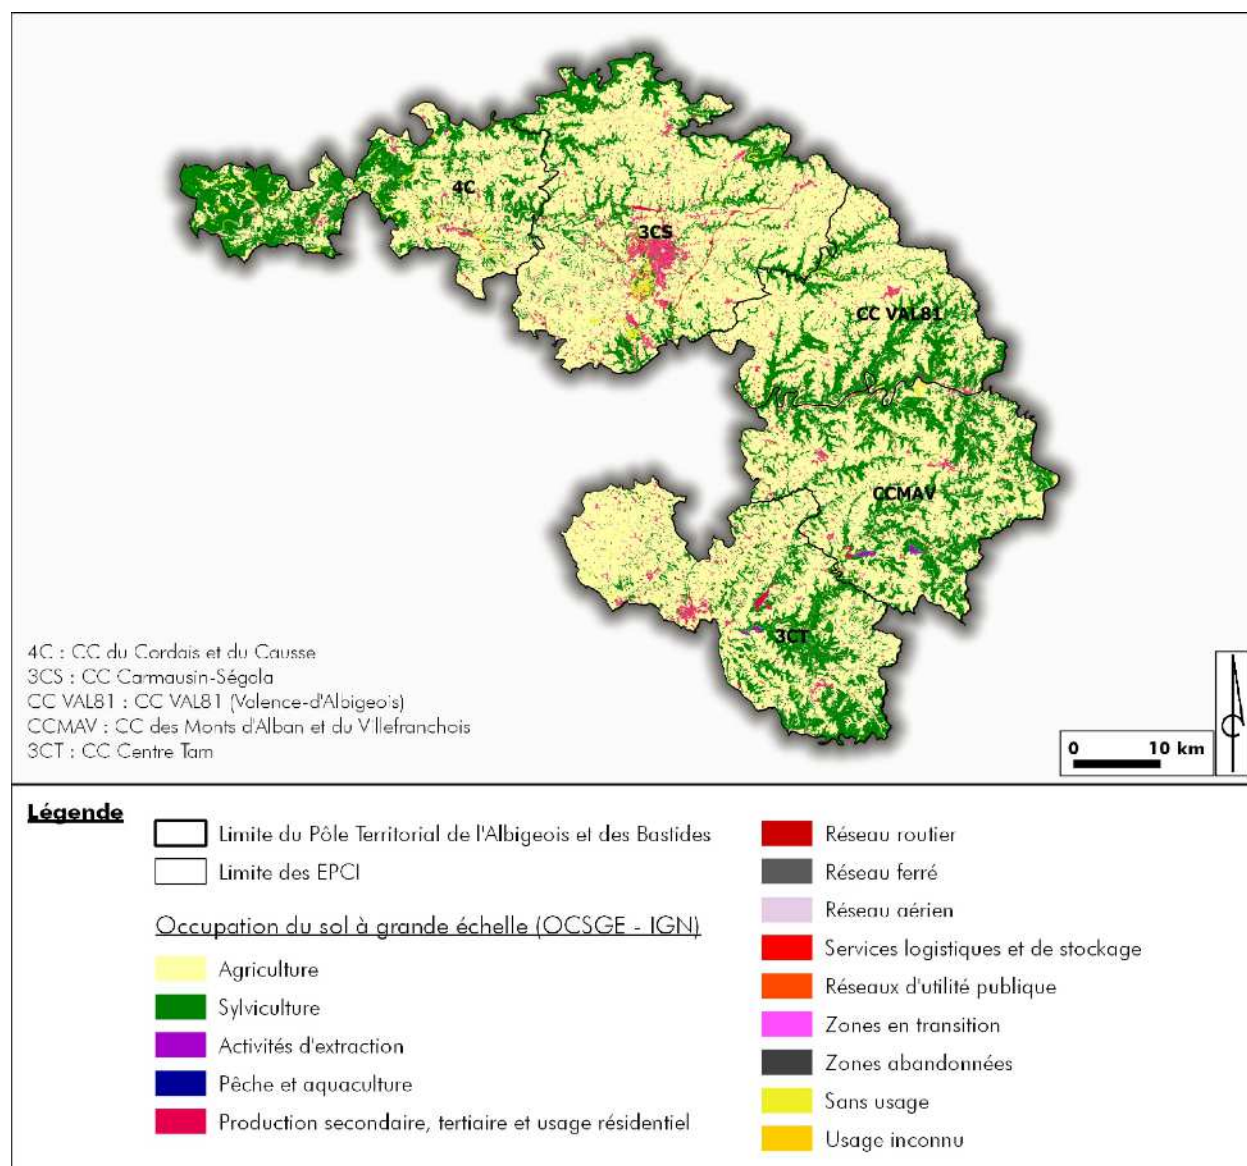 4C
3CS
CC VAL81
CCMAV
3CT
4C : CC du Cordais et du Causse
3CS : CC Carmausin-Ségala
CC VAL81 : CC VAL81 (Valence-d'Albigeois)
CCMAV : CC des Monts d'Alban et du Villefranchois
3CT : CC Centre Tarn
0 10 km
Légende
Limite du Pôle Territorial de l'Albigeois et des Bastides
Limite des EPCI
Occupation du sol à grande échelle (OCSGE - IGN)
Agriculture
Sylviculture
Activités d'extraction
Pêche et aquaculture
Production secondaire, tertiaire et usage résidentiel
Réseau routier
Réseau ferré
Réseau aérien
Services logistiques et de stockage
Réseaux d'utilité publique
Zones en transition
Zones abandonnées
Sans usage
Usage inconnu